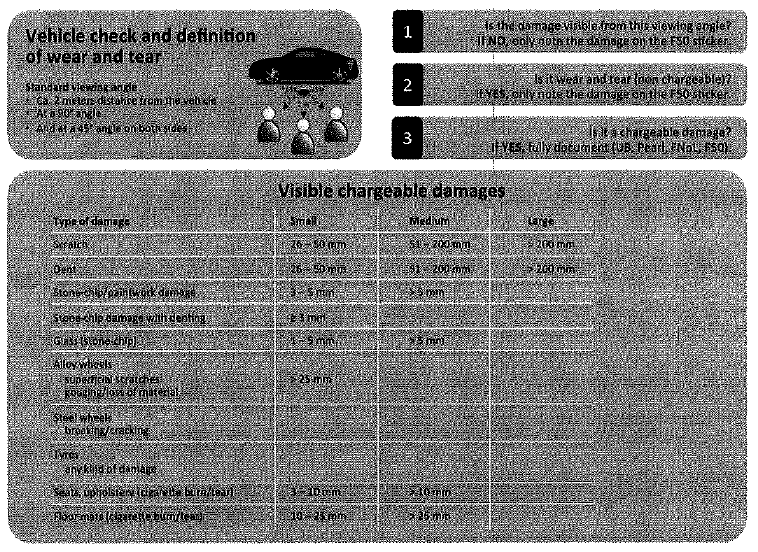 Vehicle check and definition
of wear and tear
Standard viewing angle
Ca. 2 meters distance from the vehicle
At a 90° angle
And at a 45° angle on both sides
1
Is the damage visible from this viewing angle?
If NO, only note the damage on the FSO sticker.
2
Is it wear and tear (non chargeable)?
If YES, only note the damage on the FSO sticker.
3
Is it a chargeable damage?
If YES, fully document (UB, Pearl, FNoL, FSO).
Visible chargeable damages
Type of damage Small Medium Large
Scratch 26 – 50 mm 51 – 200 mm > 200 mm
Dent 26 – 50 mm 51 – 200 mm > 200 mm
Stone-chip/paintwork damage 3 – 5 mm > 5 mm
Stone-chip damage with denting ≥ 3 mm
Glass (stone-chip) 1 – 5 mm > 5 mm
Alloy wheels
superficial scratches > 25 mm
gouging/loss of material
Steel wheels
breaking/cracking
Tyres
any kind of damage
Seats, upholstery (cigarette burn/tear) 3 – 10 mm > 10 mm
Floor mats (cigarette burn/tear) 10 – 25 mm > 25 mm